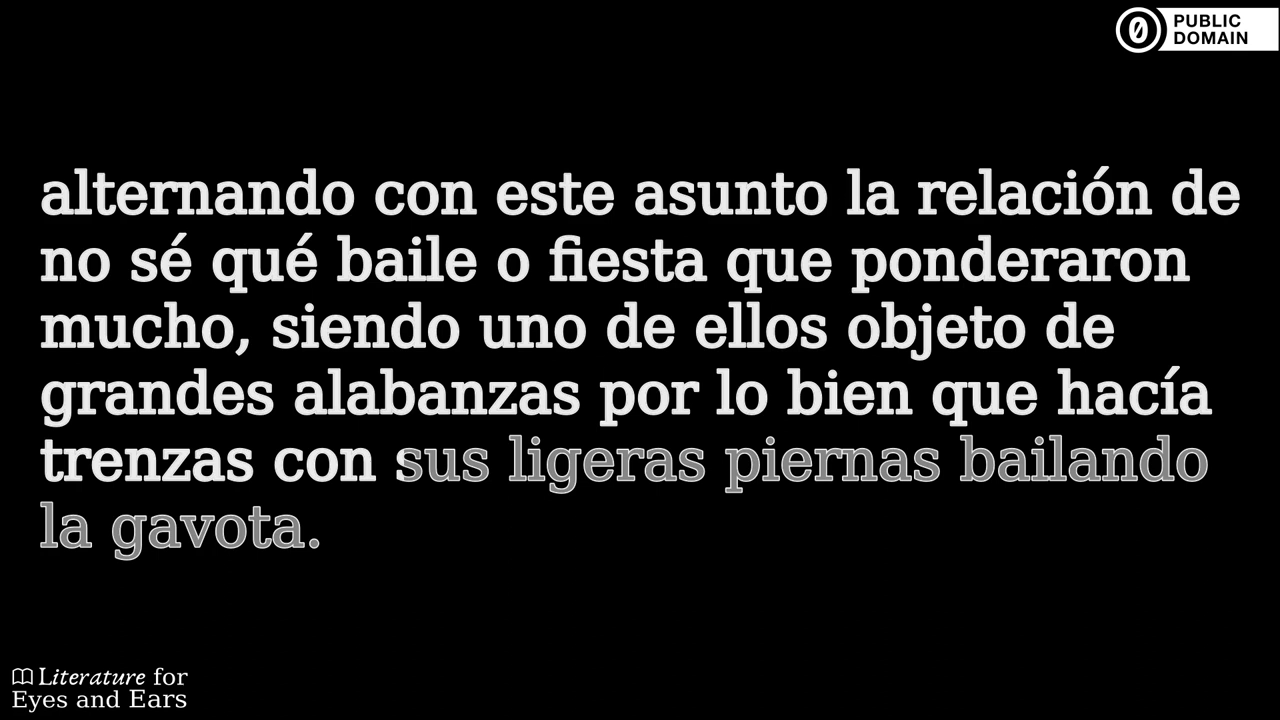 PUBLIC
DOMAIN
alternando con este asunto la relación de
no sé qué baile o fiesta que ponderaron
mucho, siendo uno de ellos objeto de
grandes alabanzas por lo bien que hacía
trenzas con sus ligeras piernas bailando
la gavota.
Literature for
Eyes and Ears